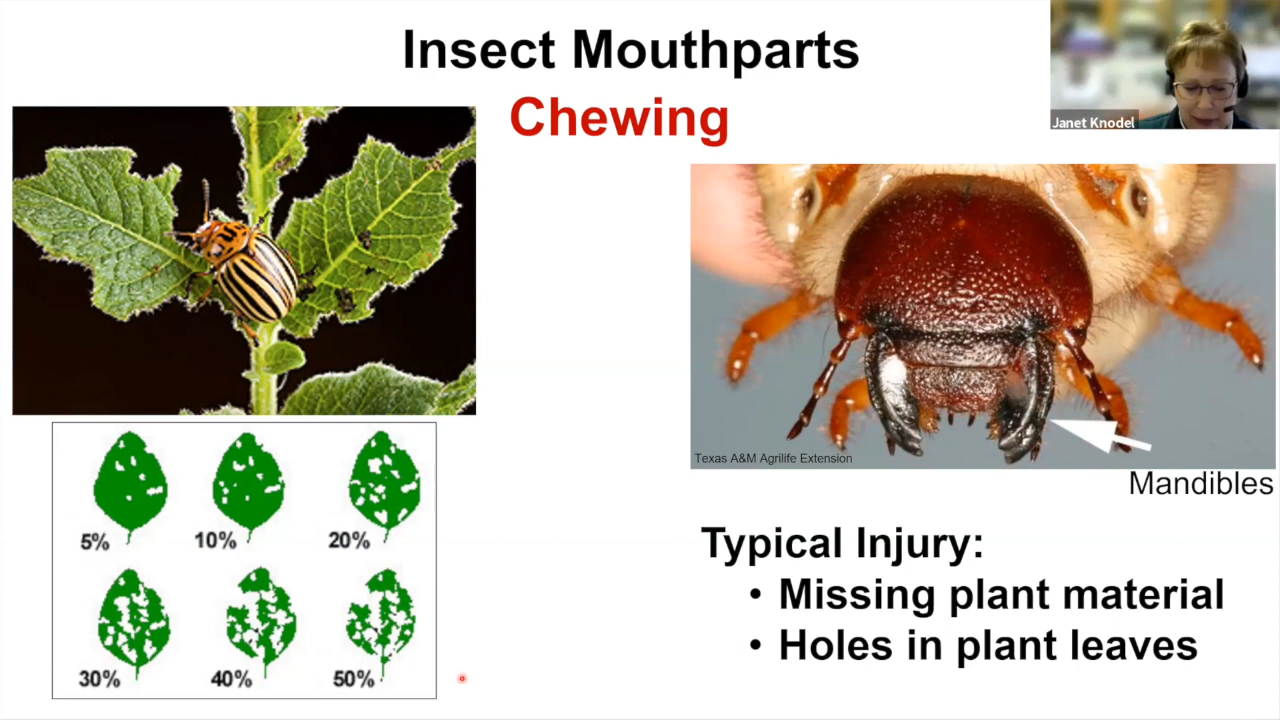 Insect Mouthparts
Chewing
Janet Knodel
Texas A&M Agrilife Extension
Mandibles
5%
10%
20%
30%
40%
50%
Typical Injury:
• Missing plant material
• Holes in plant leaves